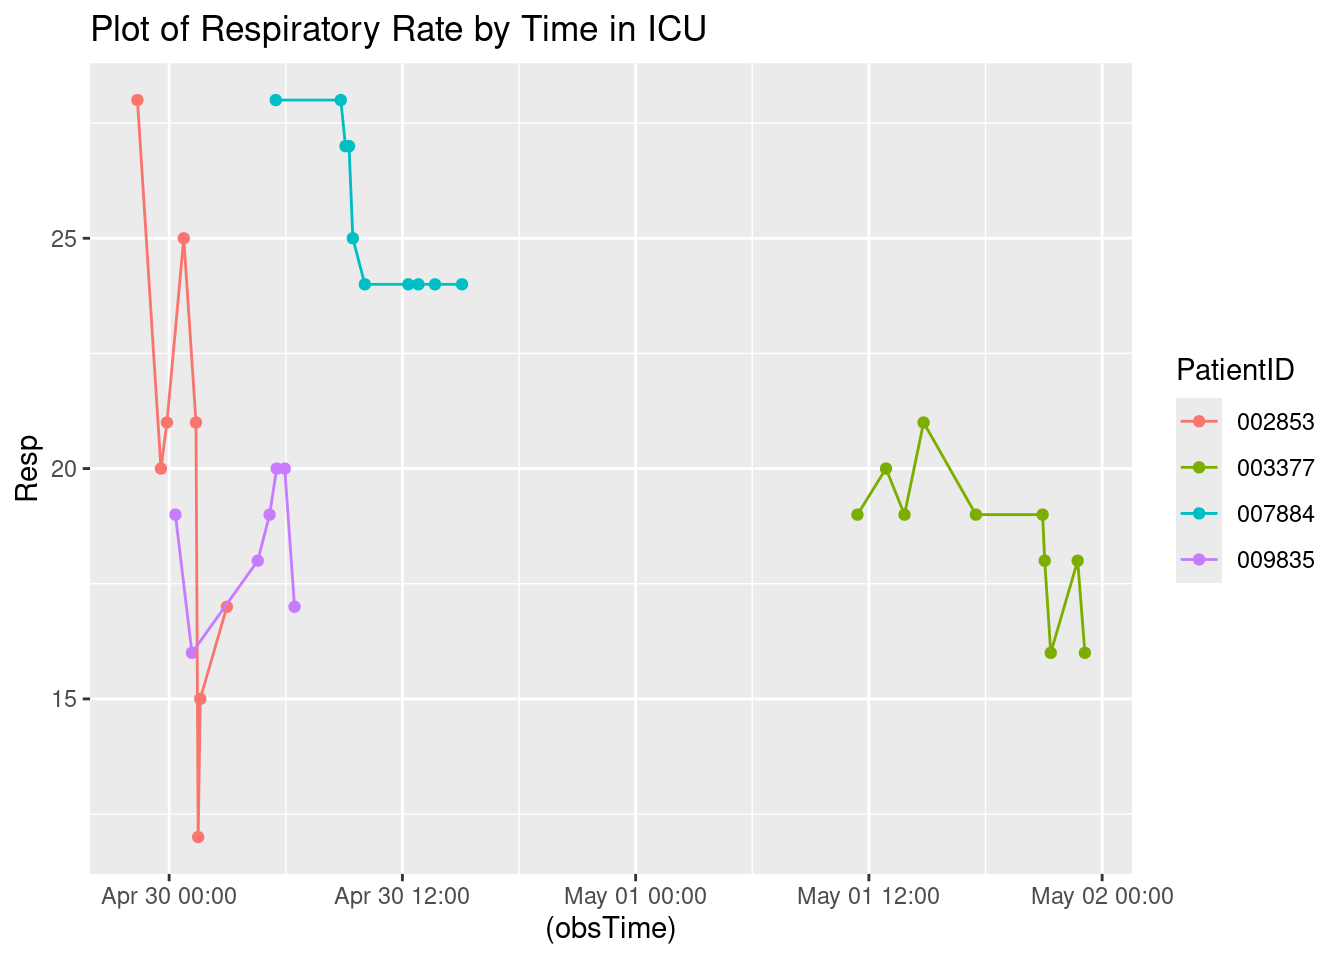 Plot of Respiratory Rate by Time in ICU
Resp
25
20
15
Apr 30 00:00
Apr 30 12:00
May 01 00:00
May 01 12:00
May 02 00:00
(obsTime)
PatientID
002853
003377
007884
009835